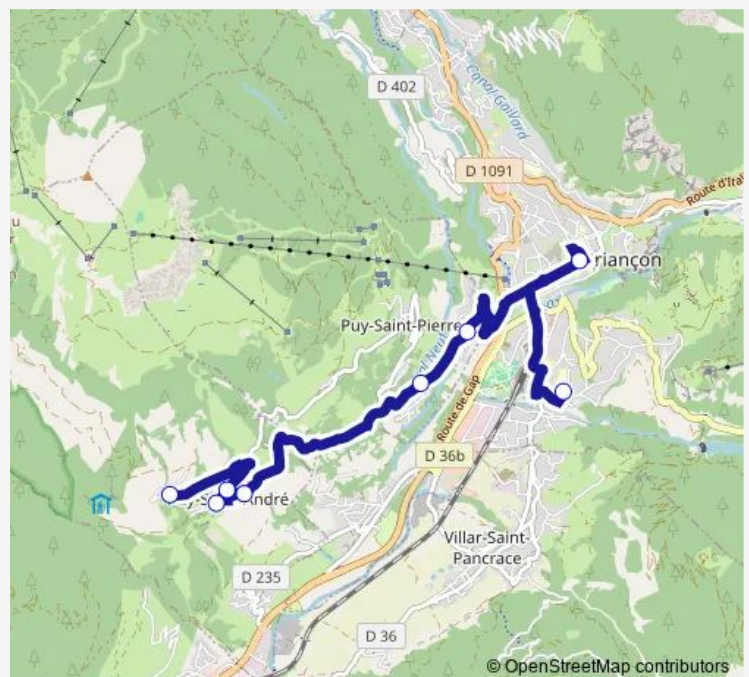 D 402
Canal Gaillard
D 1091
Route d'Ital
riançon
Puy-Saint-Pierre
Route de Gap
D 36b
André
Villar-Saint-
Pancrace
D 235
D 36
© OpenStreetMap contributors